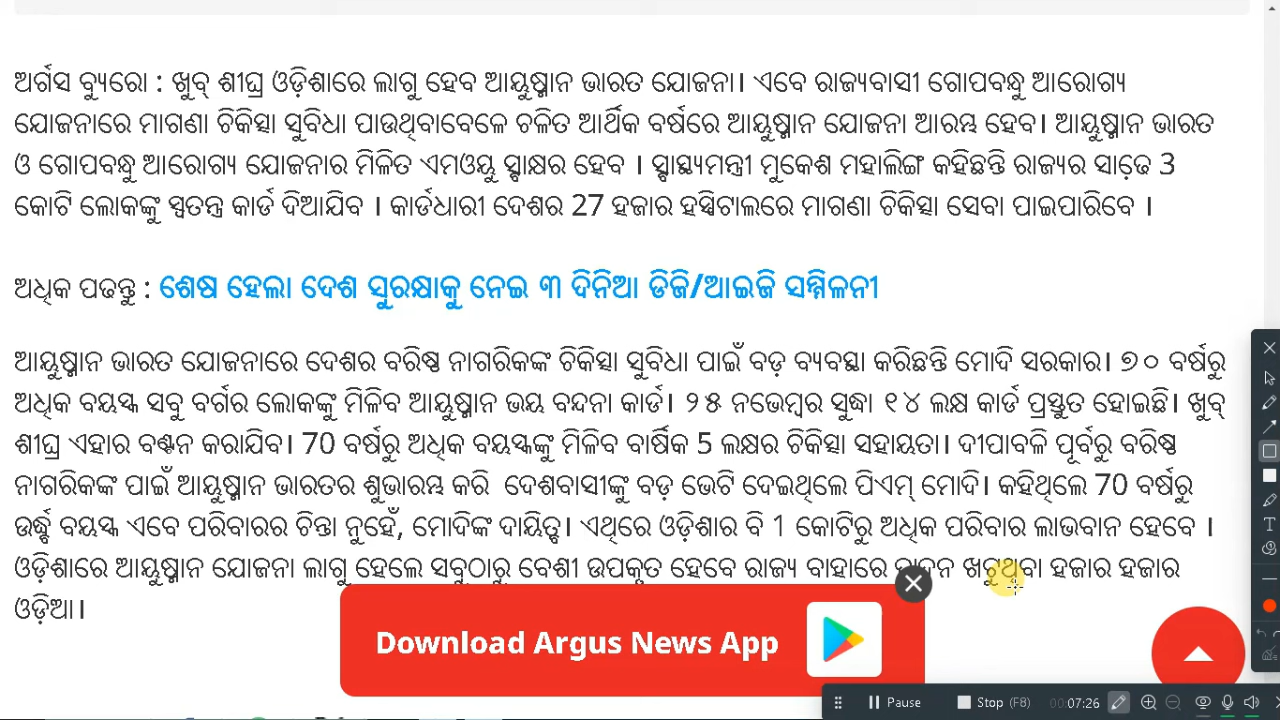 ଅର୍ଗସ ବ୍ୟୁରୋ : ଖୁବ୍ ଶୀଘ୍ର ଓଡ଼ିଶାରେ ଲାଗୁ ହେବ ଆୟୁଷ୍ମାନ ଭାରତ ଯୋଜନା। ଏବେ ରାଜ୍ୟବାସୀ ଗୋପବନ୍ଧୁ ଆରୋଗ୍ୟ
ଯୋଜନାରେ ମାଗଣା ଚିକିତ୍ସା ସୁବିଧା ପାଉଥିବାବେଳେ ଚଳିତ ଆର୍ଥିକ ବର୍ଷରେ ଆୟୁଷ୍ମାନ ଯୋଜନା ଆରମ୍ଭ ହେବ। ଆୟୁଷ୍ମାନ ଭାରତ
ଓ ଗୋପବନ୍ଧୁ ଆରୋଗ୍ୟ ଯୋଜନାର ମିଳିତ ଏମଓୟୁ ସ୍ବାକ୍ଷର ହେବ । ସ୍ବାସ୍ଥ୍ୟମନ୍ତ୍ରୀ ମୁକେଶ ମହାଲିଙ୍ଗ କହିଛନ୍ତି ରାଜ୍ୟର ସାଢ଼େ 3
କୋଟି ଲୋକଙ୍କୁ ସ୍ୱତନ୍ତ୍ର କାର୍ଡ ଦିଆଯିବ । କାର୍ଡଧାରୀ ଦେଶର 27 ହଜାର ହସ୍ପିଟାଲରେ ମାଗଣା ଚିକିତ୍ସା ସେବା ପାଇପାରିବେ ।
ଅଧିକ ପଢନ୍ତୁ : ଶେଷ ହେଲା ଦେଶ ସୁରକ୍ଷାକୁ ନେଇ ୩ ଦିନିଆ ଡିଜି/ଆଇଜି ସମ୍ମିଳନୀ
ଆୟୁଷ୍ମାନ ଭାରତ ଯୋଜନାରେ ଦେଶର ବରିଷ୍ଠ ନାଗରିକଙ୍କ ଚିକିତ୍ସା ସୁବିଧା ପାଇଁ ବଡ଼ ବ୍ୟବସ୍ଥା କରିଛନ୍ତି ମୋଦି ସରକାର। ୭୦ ବର୍ଷରୁ
ଅଧିକ ବୟସ୍କ ସବୁ ବର୍ଗର ଲୋକଙ୍କୁ ମିଳିବ ଆୟୁଷ୍ମାନ ଭୟ ବନ୍ଦନା କାର୍ଡ। ୨୫ ନଭେମ୍ବର ସୁଦ୍ଧା ୧୪ ଲକ୍ଷ କାର୍ଡ ପ୍ରସ୍ତୁତ ହୋଇଛି। ଖୁବ୍
ଶୀଘ୍ର ଏହାର ବଣ୍ଟନ କରାଯିବ। 70 ବର୍ଷରୁ ଅଧିକ ବୟସ୍କଙ୍କୁ ମିଳିବ ବାର୍ଷିକ 5 ଲକ୍ଷର ଚିକିତ୍ସା ସହାୟତା। ଦୀପାବଳି ପୂର୍ବରୁ ବରିଷ୍ଠ
ନାଗରିକଙ୍କ ପାଇଁ ଆୟୁଷ୍ମାନ ଭାରତର ଶୁଭାରମ୍ଭ କରି ଦେଶବାସୀଙ୍କୁ ବଡ଼ ଭେଟି ଦେଇଥିଲେ ପିଏମ୍ ମୋଦି। କହିଥିଲେ 70 ବର୍ଷରୁ
ଉର୍ଦ୍ଧ୍ୱ ବୟସ୍କ ଏବେ ପରିବାରର ଚିନ୍ତା ନୁହେଁ, ମୋଦିଙ୍କ ଦାୟିତ୍ୱ। ଏଥିରେ ଓଡ଼ିଶାର ବି 1 କୋଟିରୁ ଅଧିକ ପରିବାର ଲାଭବାନ ହେବେ ।
ଓଡ଼ିଶାରେ ଆୟୁଷ୍ମାନ ଯୋଜନା ଲାଗୁ ହେଲେ ସବୁଠାରୁ ବେଶୀ ଉପକୃତ ହେବେ ରାଜ୍ୟ ବାହାରେ ଖଟୁଥିବା ହଜାର ହଜାର
ଓଡ଼ିଆ।
Download Argus News App
Pause Stop (F8) 00:07:26